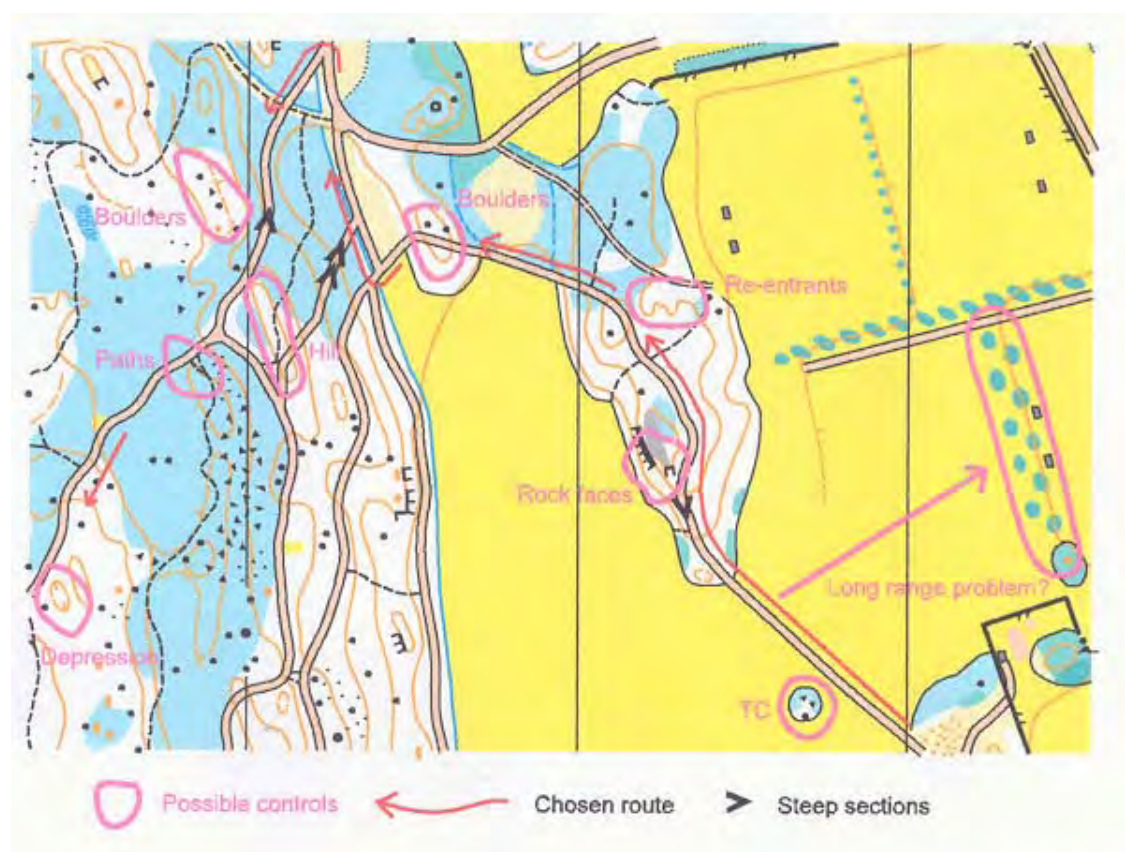 Boulders
Boulders
Re-entrants
Paths
Hill
Rock faces
Long range problem?
Depression
TC
Possible controls
Chosen route
Steep sections